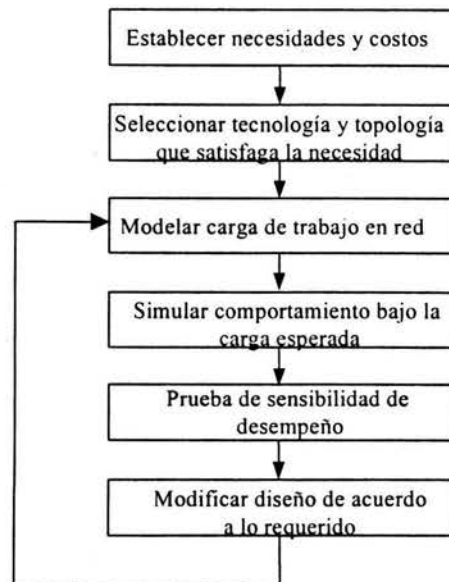 Establecer necesidades y costos
Seleccionar tecnología y topología
que satisfaga la necesidad
Modelar carga de trabajo en red
Simular comportamiento bajo la
carga esperada
Prueba de sensibilidad de
desempeño
Modificar diseño de acuerdo
a lo requerido